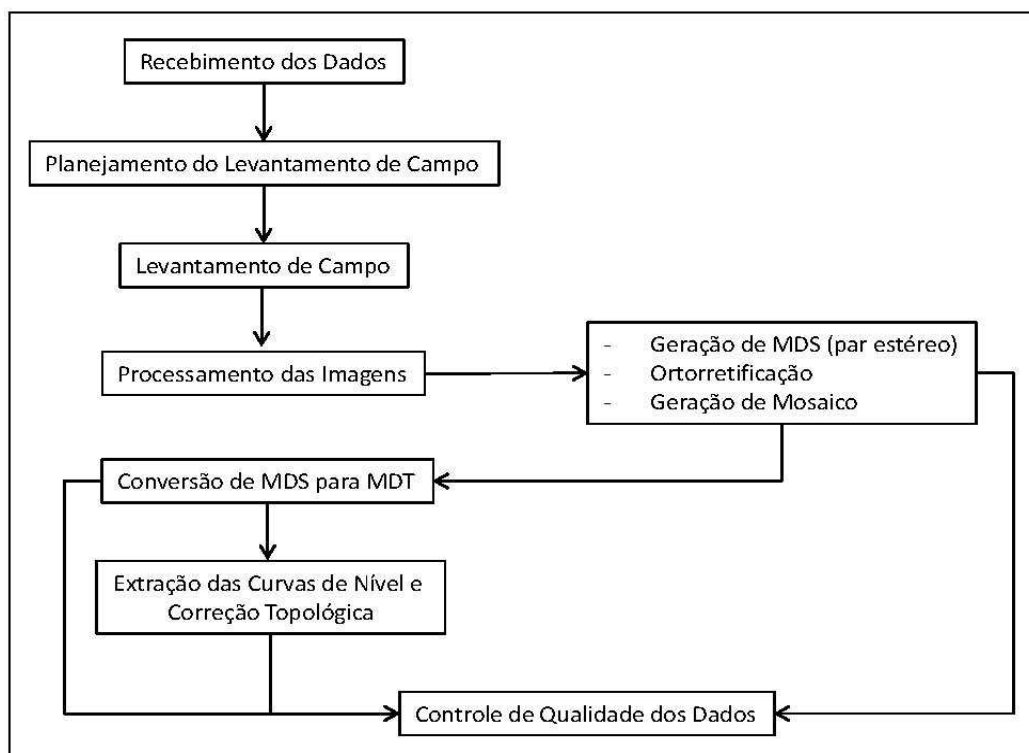 Recebimento dos Dados
Planejamento do Levantamento de Campo
Levantamento de Campo
Processamento das Imagens
- Geração de MDS (par estéreo)
- Ortorretificação
- Geração de Mosaico
Conversão de MDS para MDT
Extração das Curvas de Nível e
Correção Topológica
Controle de Qualidade dos Dados